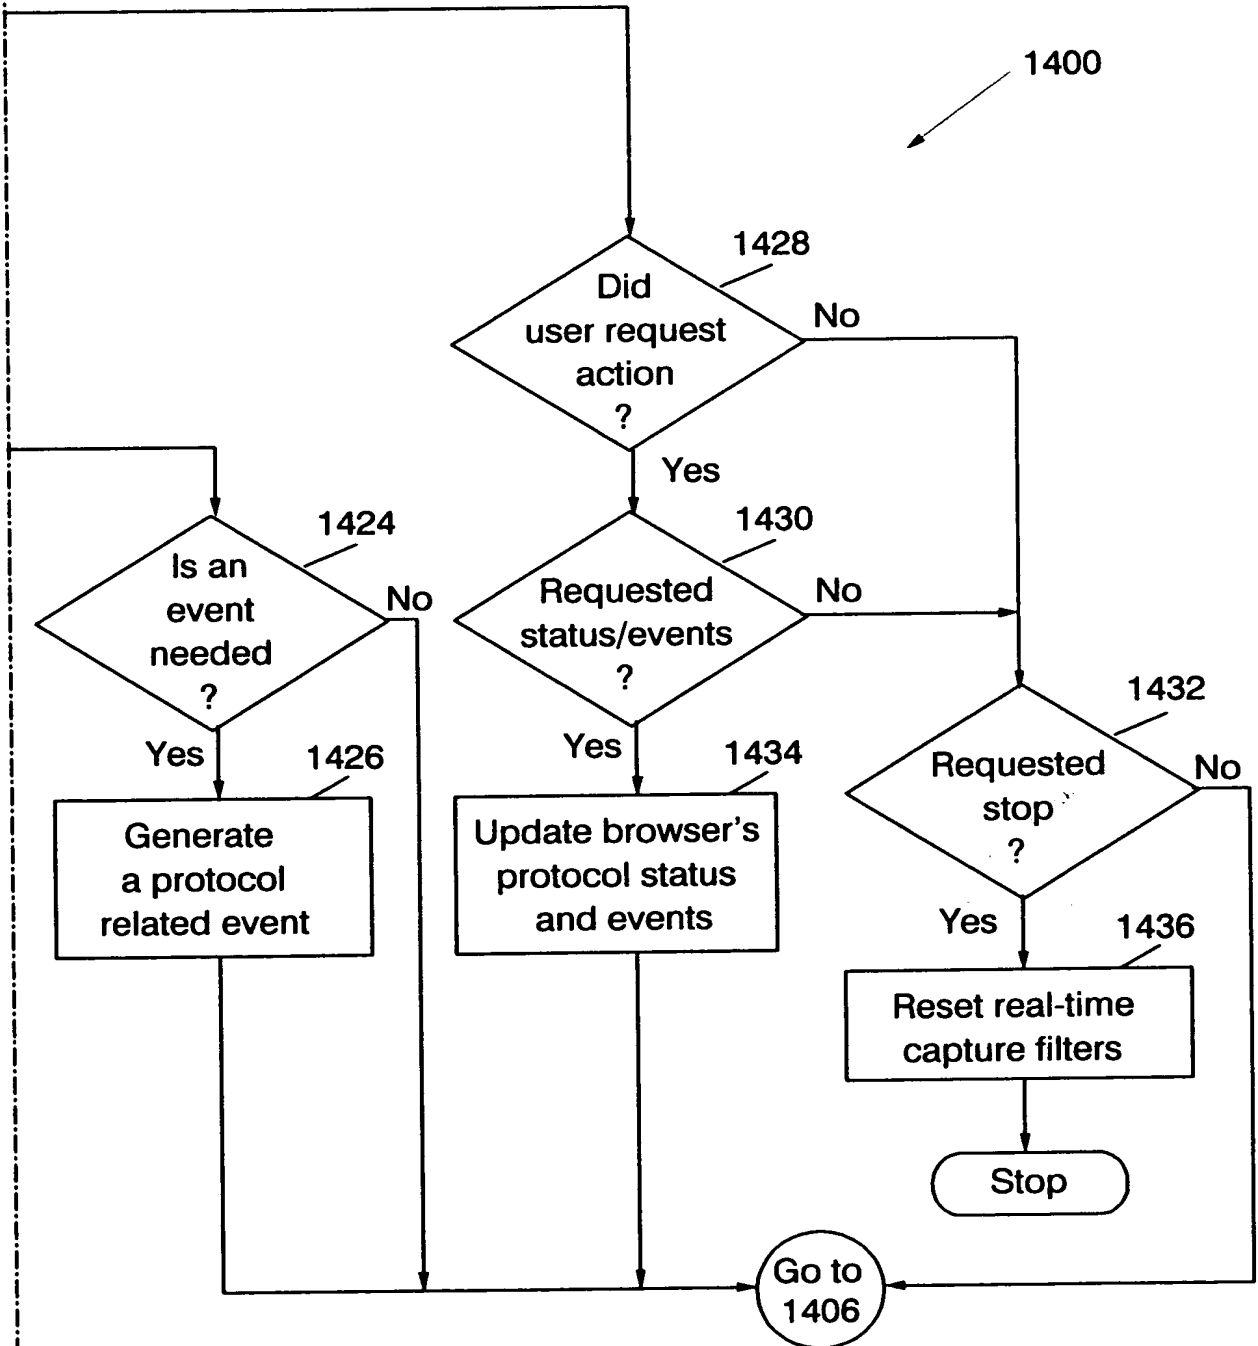 1400
1428
Did
user request
action
?
No
Yes
1424
Is an
event
needed
?
No
Yes
1430
Requested
status/events
?
No
Yes
1432
Requested
stop
?
No
Yes
1426
Generate
a protocol
related event
1434
Update browser's
protocol status
and events
1436
Reset real-time
capture filters
Stop
Go to
1406